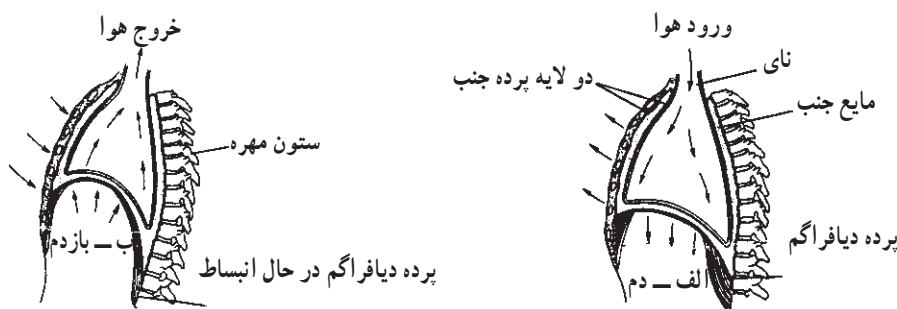 ورود هوا
نای
دو لایه پرده جنب
مایع جنب
پرده دیافراگم
الف ــ دم
خروج هوا
ستون مهره
ب ــ بازدم
پرده دیافراگم در حال انبساط